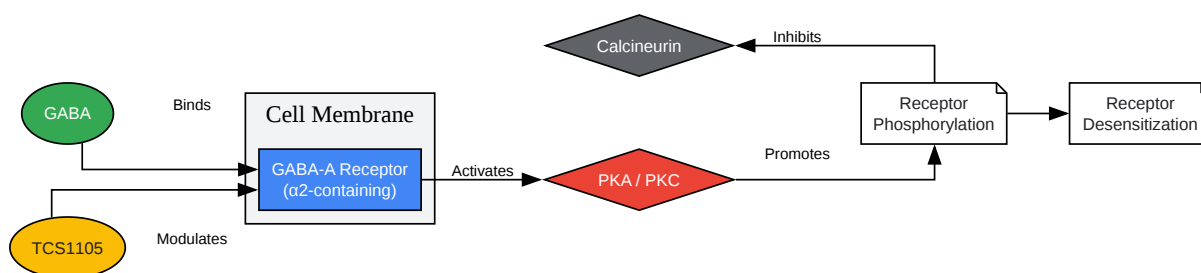 Calcineurin
Inhibits
GABA
Binds
Cell Membrane
Receptor
Phosphorylation
Receptor
Desensitization
GABA-A Receptor
(α2-containing)
Activates
PKA / PKC
Promotes
TCS1105
Modulates